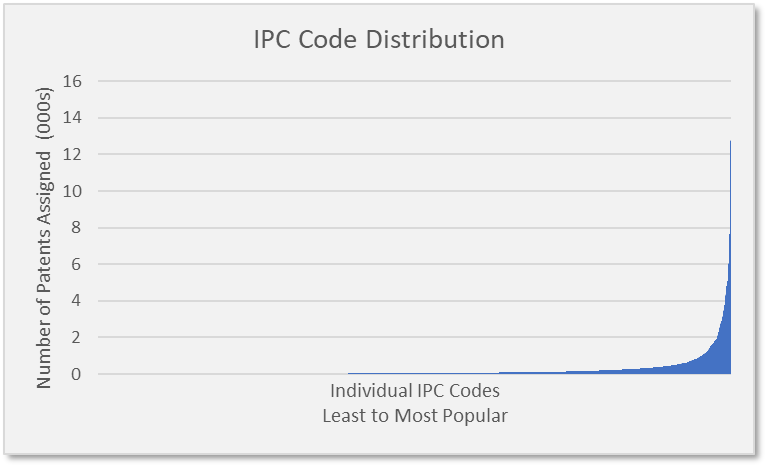 IPC Code Distribution
Number of Patents Assigned (000s)
16
14
12
10
8
6
4
2
0
Individual IPC Codes
Least to Most Popular